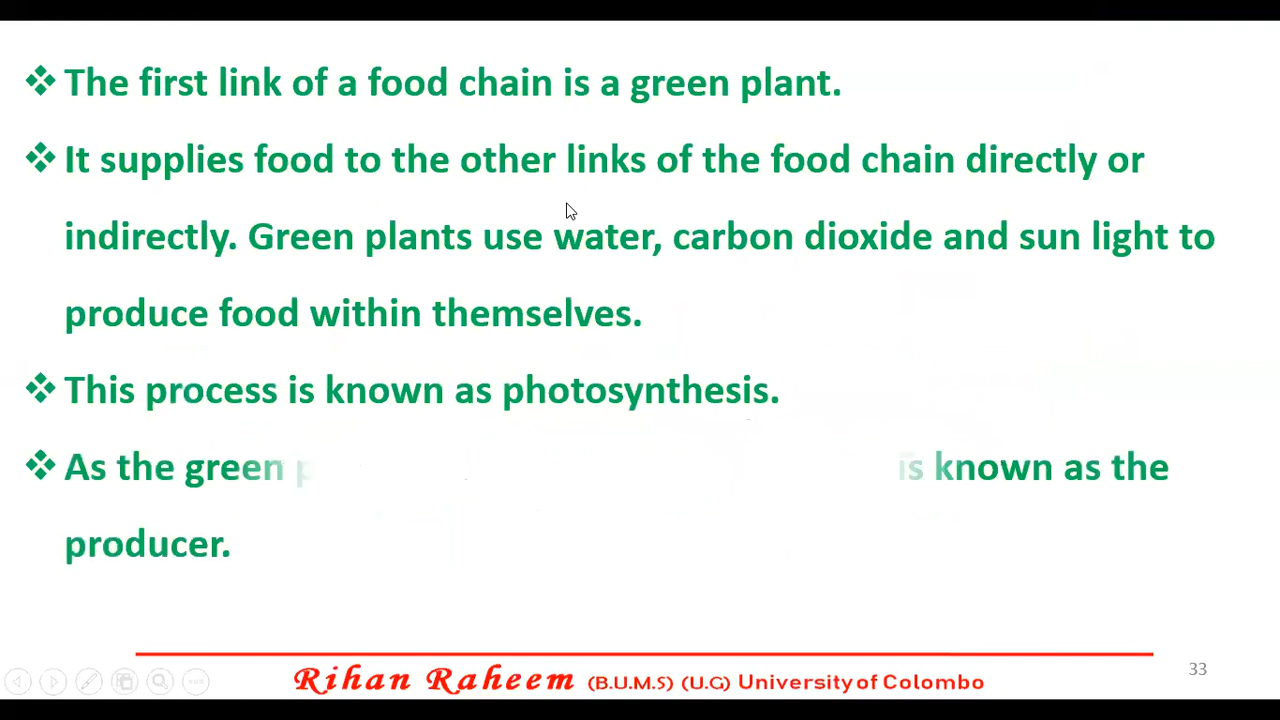 The first link of a food chain is a green plant.
It supplies food to the other links of the food chain directly or
indirectly. Green plants use water, carbon dioxide and sun light to
produce food within themselves.
This process is known as photosynthesis.
As the green is known as the
producer.
Rihan Raheem (B.U.M.S) (U.G) University of Colombo
33